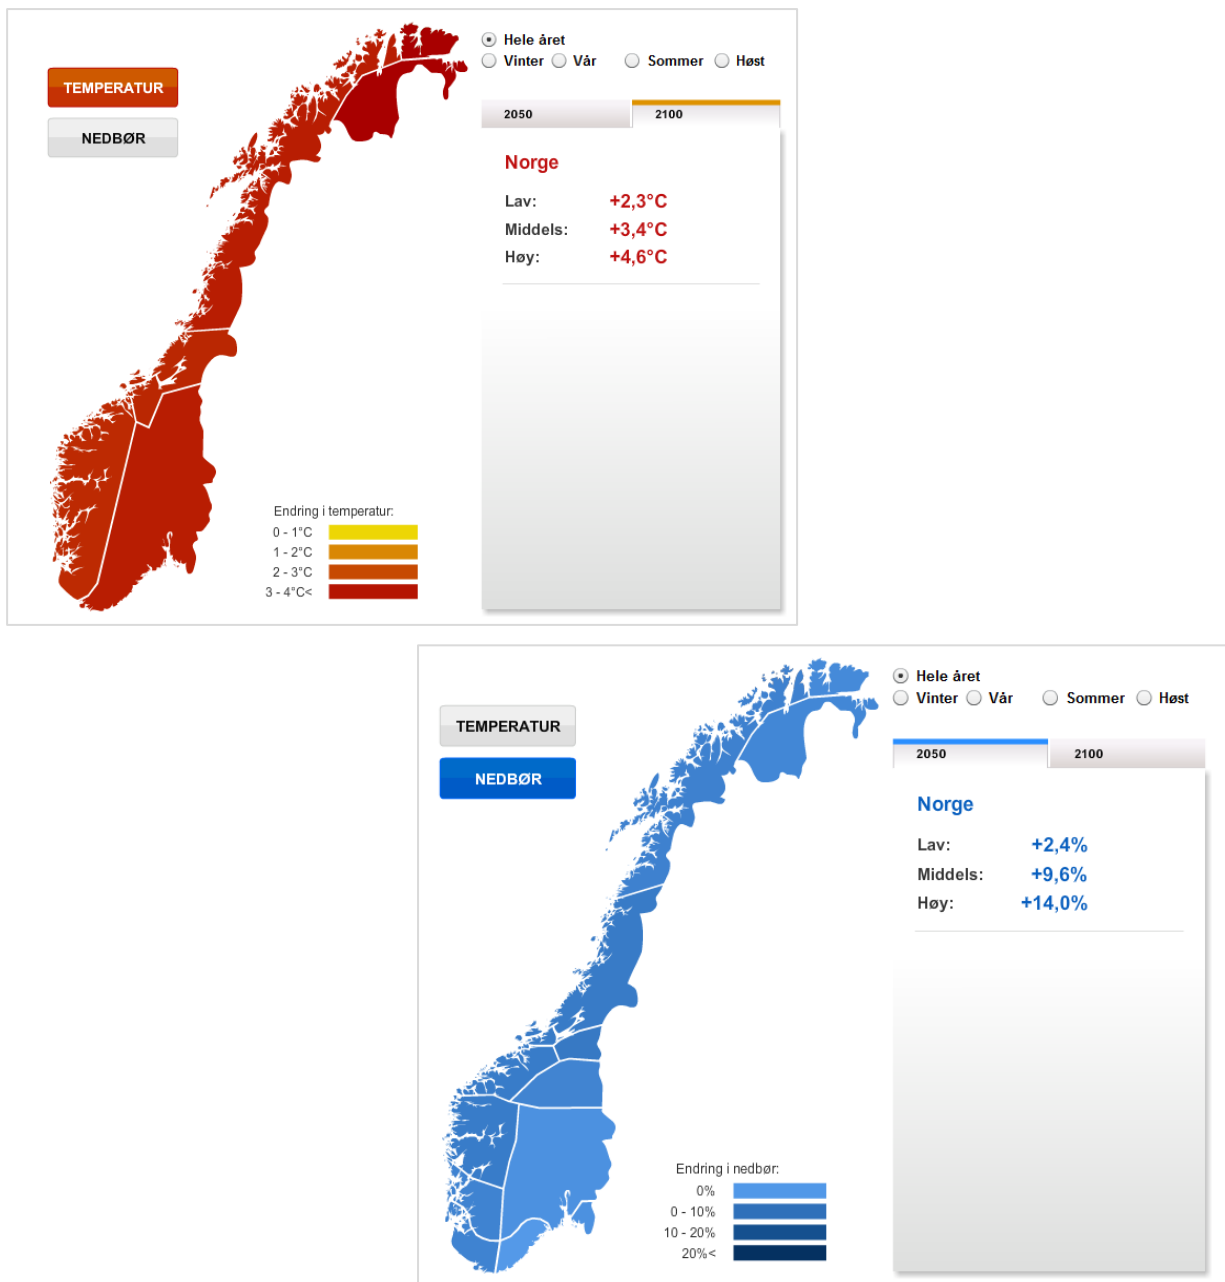 Hele året
Vinter Vår Sommer Høst
TEMPERATUR
NEDBØR
2050 2100
Norge
Lav: +2,3°C
Middels: +3,4°C
Høy: +4,6°C
Endring i temperatur:
0 - 1°C
1 - 2°C
2 - 3°C
3 - 4°C<
Hele året
Vinter Vår Sommer Høst
TEMPERATUR
NEDBØR
2050 2100
Norge
Lav: +2,4%
Middels: +9,6%
Høy: +14,0%
Endring i nedbør:
0%
0 - 10%
10 - 20%
20%<